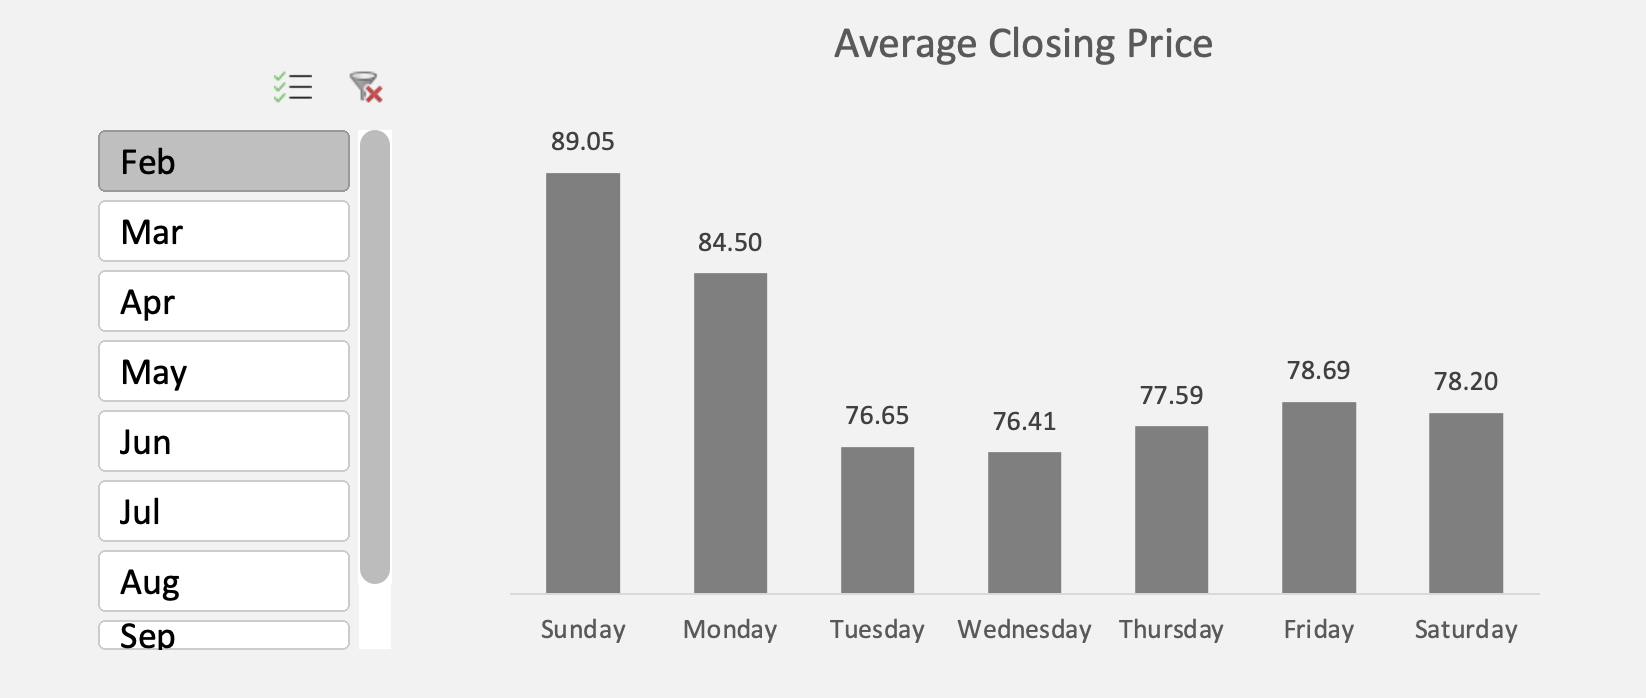 Average Closing Price
Feb
Mar
Apr
May
Jun
Jul
Aug
Sep
89.05
84.50
76.65
76.41
77.59
78.69
78.20
Sunday
Monday
Tuesday
Wednesday
Thursday
Friday
Saturday